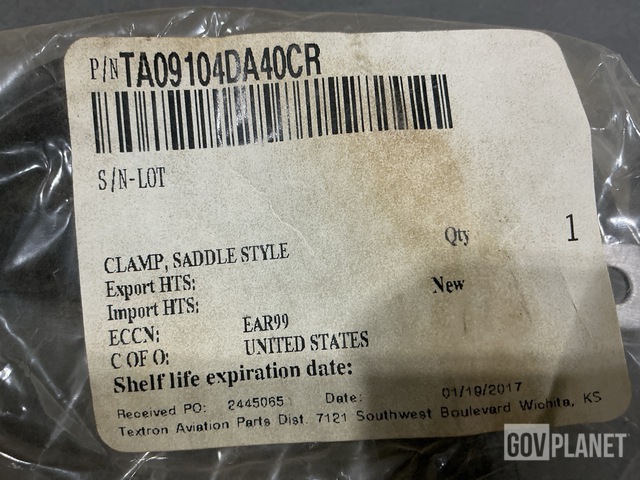 P/N TA09104DA40CR
S/N-LOT
CLAMP, SADDLE STYLE Qty 1
Export HTS: New
Import HTS:
ECCN: EAR99
C OF O: UNITED STATES
Shelf life expiration date:
Received PO: 2445065 Date: 01/19/2017
Textron Aviation Parts Dist. 7121 Southwest Boulevard Wichita, KS
GOVPLANET